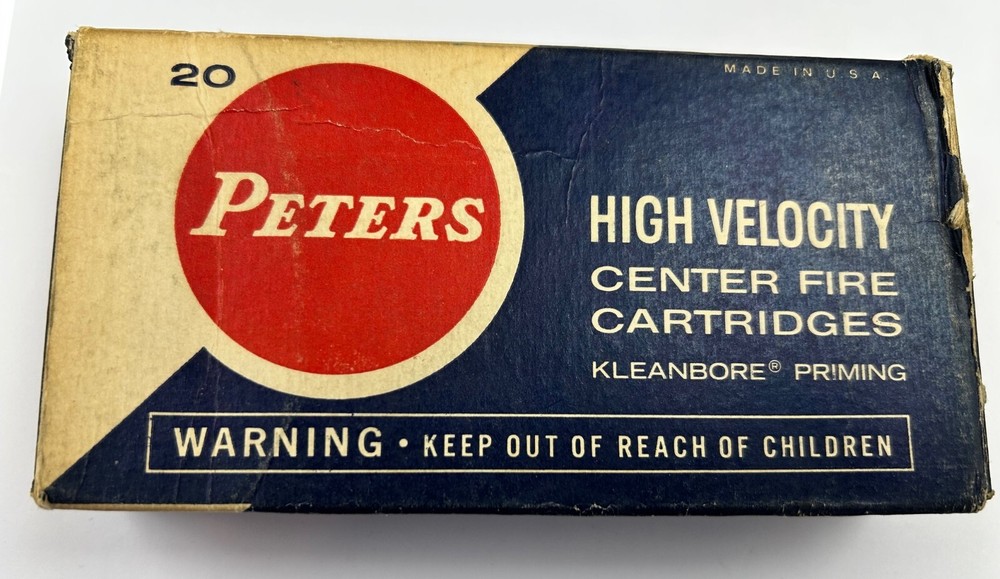 20
PETERS
MADE IN U S A.
HIGH VELOCITY
CENTER FIRE
CARTRIDGES
KLEANBORE® PRIMING
WARNING • KEEP OUT OF REACH OF CHILDREN